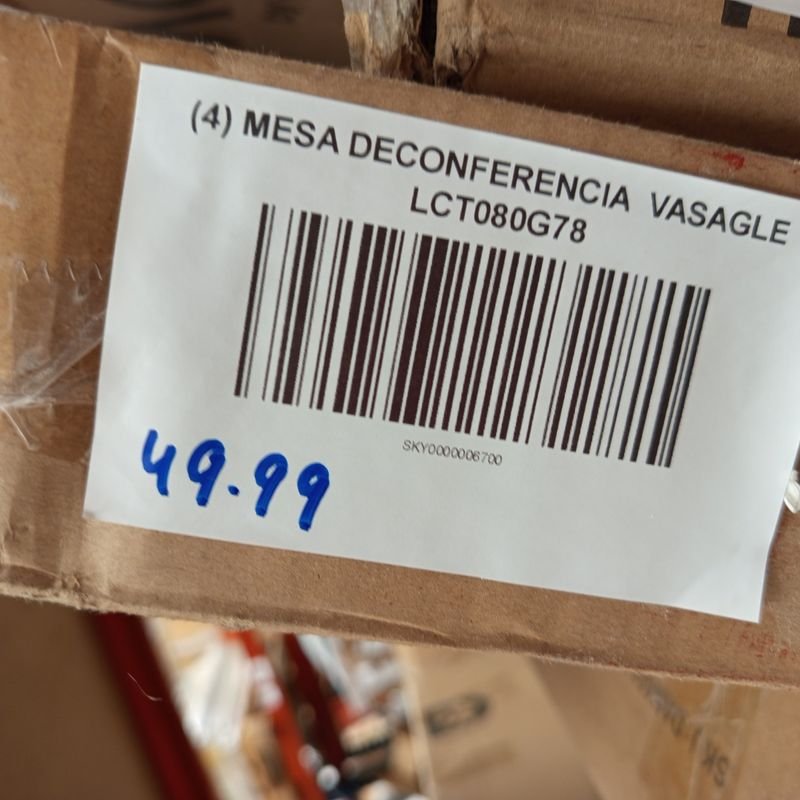 (4) MESA DECONFERENCIA VASAGLE
LCT080G78
SKY0000006700
49.99